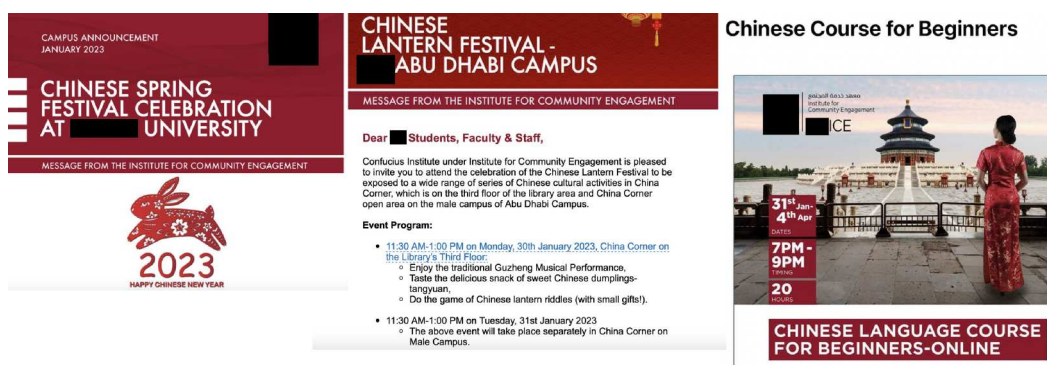 CAMPUS ANNOUNCEMENT
JANUARY 2023
CHINESE SPRING
FESTIVAL CELEBRATION
AT UNIVERSITY
MESSAGE FROM THE INSTITUTE FOR COMMUNITY ENGAGEMENT
2023
HAPPY CHINESE NEW YEAR
CHINESE
LANTERN FESTIVAL -
ABU DHABI CAMPUS
MESSAGE FROM THE INSTITUTE FOR COMMUNITY ENGAGEMENT
Dear Students, Faculty & Staff,
Confucius Institute under Institute for Community Engagement is pleased
to invite you to attend the celebration of the Chinese Lantern Festival to be
exposed to a wide range of series of Chinese cultural activities in China
Corner, which is on the third floor of the library area and China Corner
open area on the male campus of Abu Dhabi Campus.
Event Program:
• 11:30 AM-1:00 PM on Monday, 30th January 2023, China Corner on
the Library's Third Floor:
○ Enjoy the traditional Guzheng Musical Performance,
○ Taste the delicious snack of sweet Chinese dumplings-
tangyuan,
○ Do the game of Chinese lantern riddles (with small gifts!).
• 11:30 AM-1:00 PM on Tuesday, 31st January 2023
○ The above event will take place separately in China Corner on
Male Campus.
Chinese Course for Beginners
معهد خدمة المجتمع
Institute for
Community Engagement
ICE
31st Jan-
4th Apr
DATES
7PM-
9PM
TIMING
20
HOURS
CHINESE LANGUAGE COURSE
FOR BEGINNERS-ONLINE